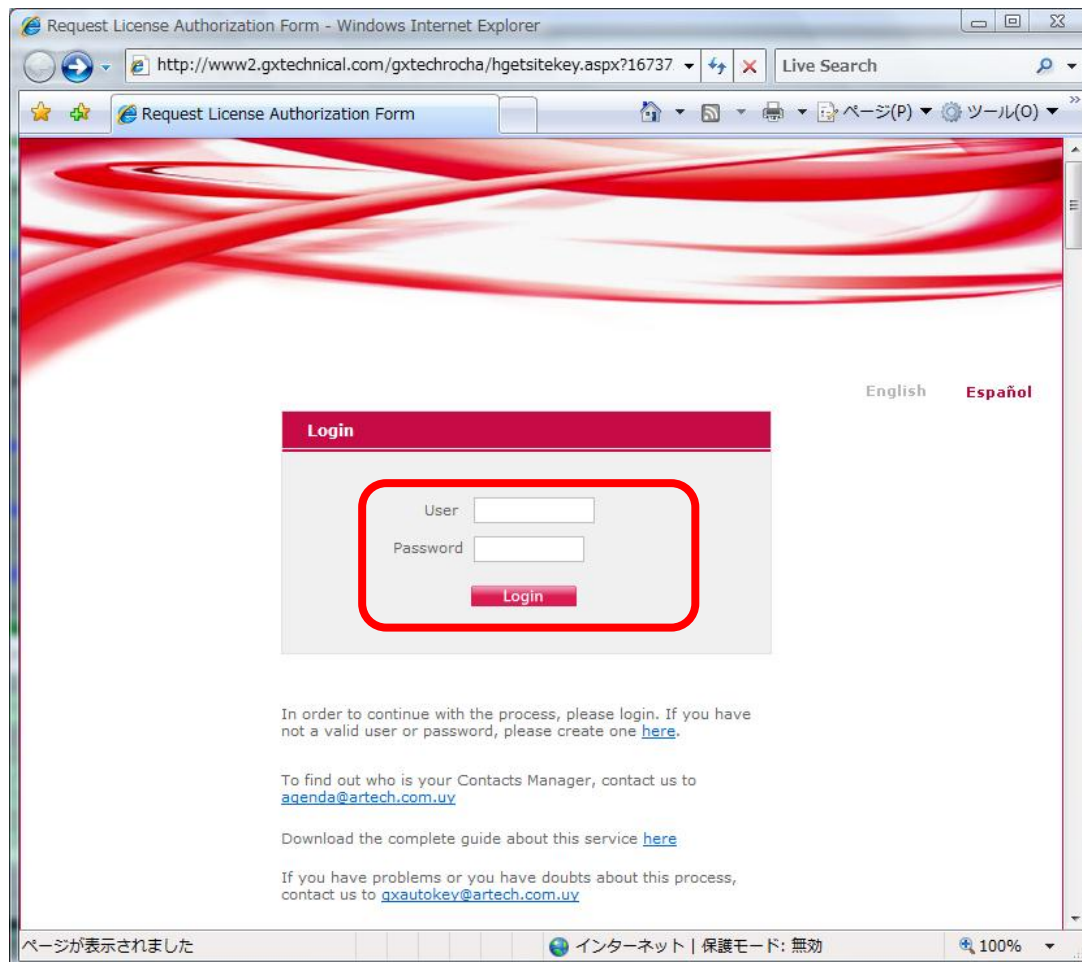 Request License Authorization Form - Windows Internet Explorer
http://www2.gxtechnical.com/gxtechrocha/hgetsitekey.aspx?16737
Live Search
Request License Authorization Form
ページ(P)
ツール(O)
English Español
Login
User
Password
Login
In order to continue with the process, please login. If you have
not a valid user or password, please create one here.
To find out who is your Contacts Manager, contact us to
agenda@artech.com.uy
Download the complete guide about this service here
If you have problems or you have doubts about this process,
contact us to gxautokey@artech.com.uy
ページが表示されました
インターネット | 保護モード: 無効
100%